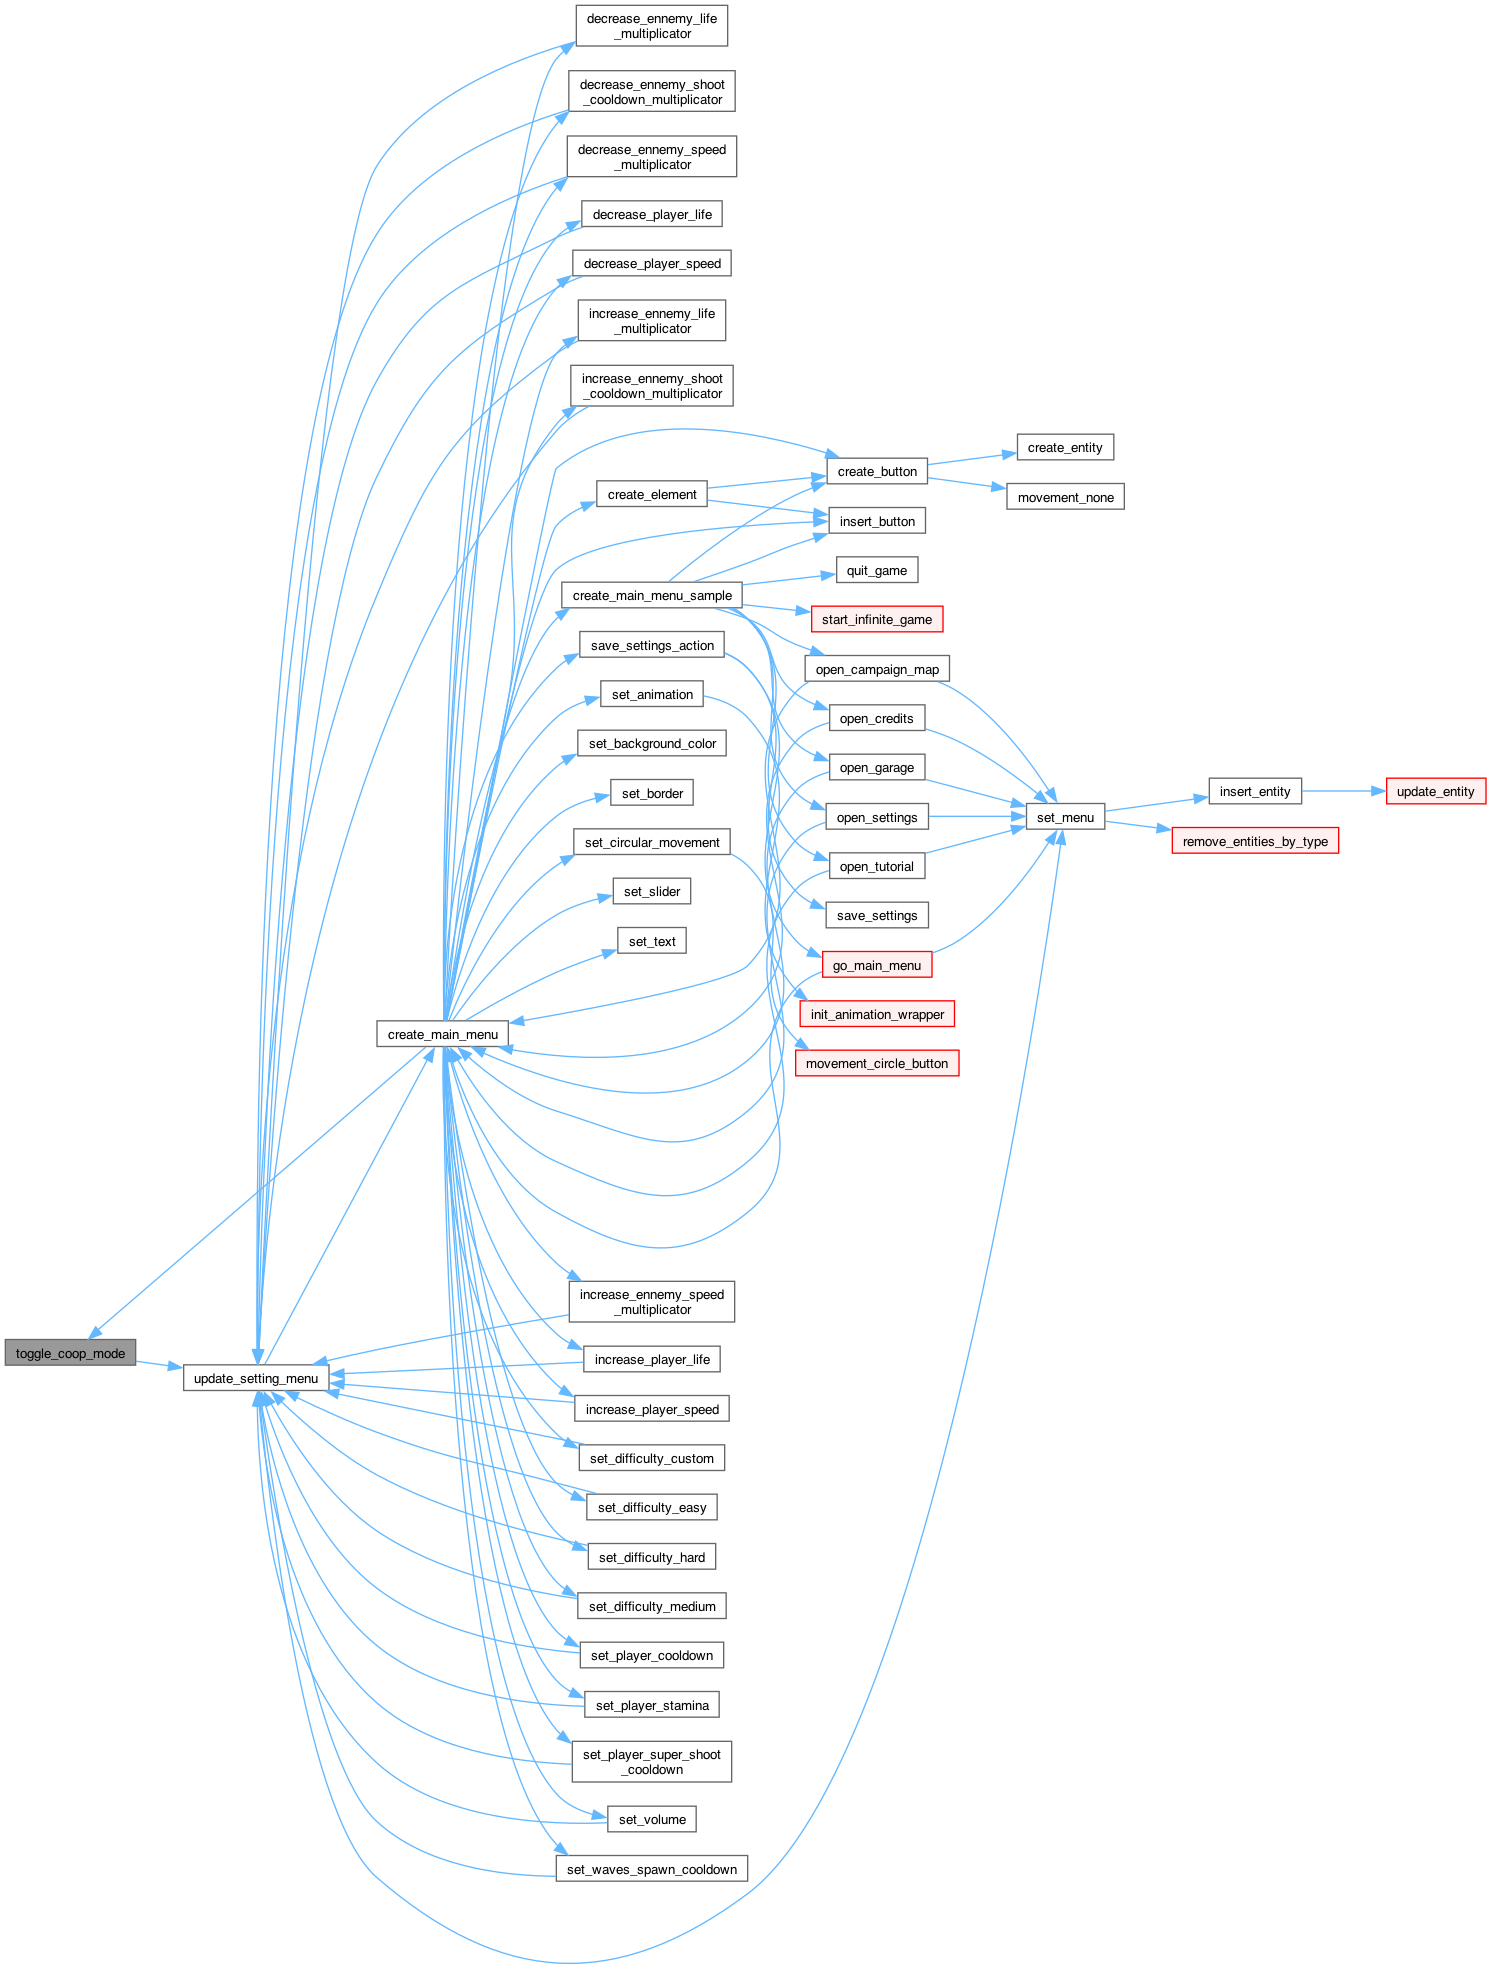 decrease_ennemy_life
_multiplicator
decrease_ennemy_shoot
_cooldown_multiplicator
decrease_ennemy_speed
_multiplicator
decrease_player_life
decrease_player_speed
increase_ennemy_life
_multiplicator
increase_ennemy_shoot
_cooldown_multiplicator
create_entity
create_button
create_element
movement_none
insert_button
quit_game
create_main_menu_sample
start_infinite_game
save_settings_action
open_campaign_map
set_animation
open_credits
set_background_color
open_garage
set_border
insert_entity
update_entity
open_settings
set_menu
set_circular_movement
remove_entities_by_type
open_tutorial
set_slider
save_settings
set_text
go_main_menu
init_animation_wrapper
create_main_menu
movement_circle_button
increase_ennemy_speed
_multiplicator
toggle_coop_mode
increase_player_life
update_setting_menu
increase_player_speed
set_difficulty_custom
set_difficulty_easy
set_difficulty_hard
set_difficulty_medium
set_player_cooldown
set_player_stamina
set_player_super_shoot
_cooldown
set_volume
set_waves_spawn_cooldown